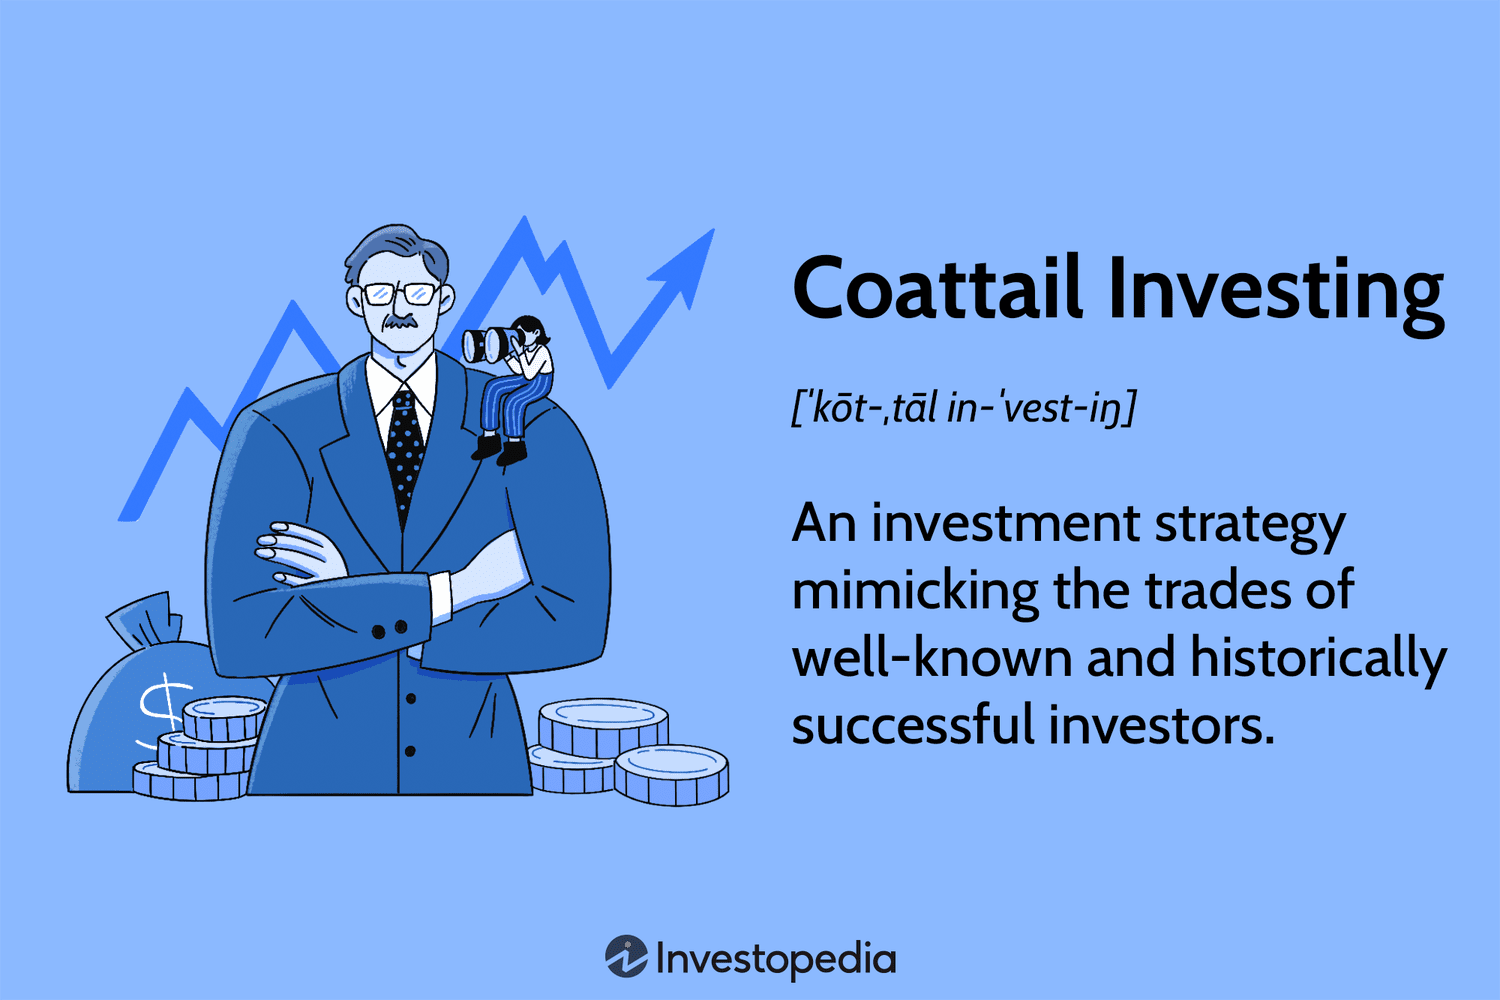 Coattail Investing
[ˈkōt-ˌtāl in-ˈvest-iŋ]
An investment strategy
mimicking the trades of
well-known and historically
successful investors.
$
Investopedia